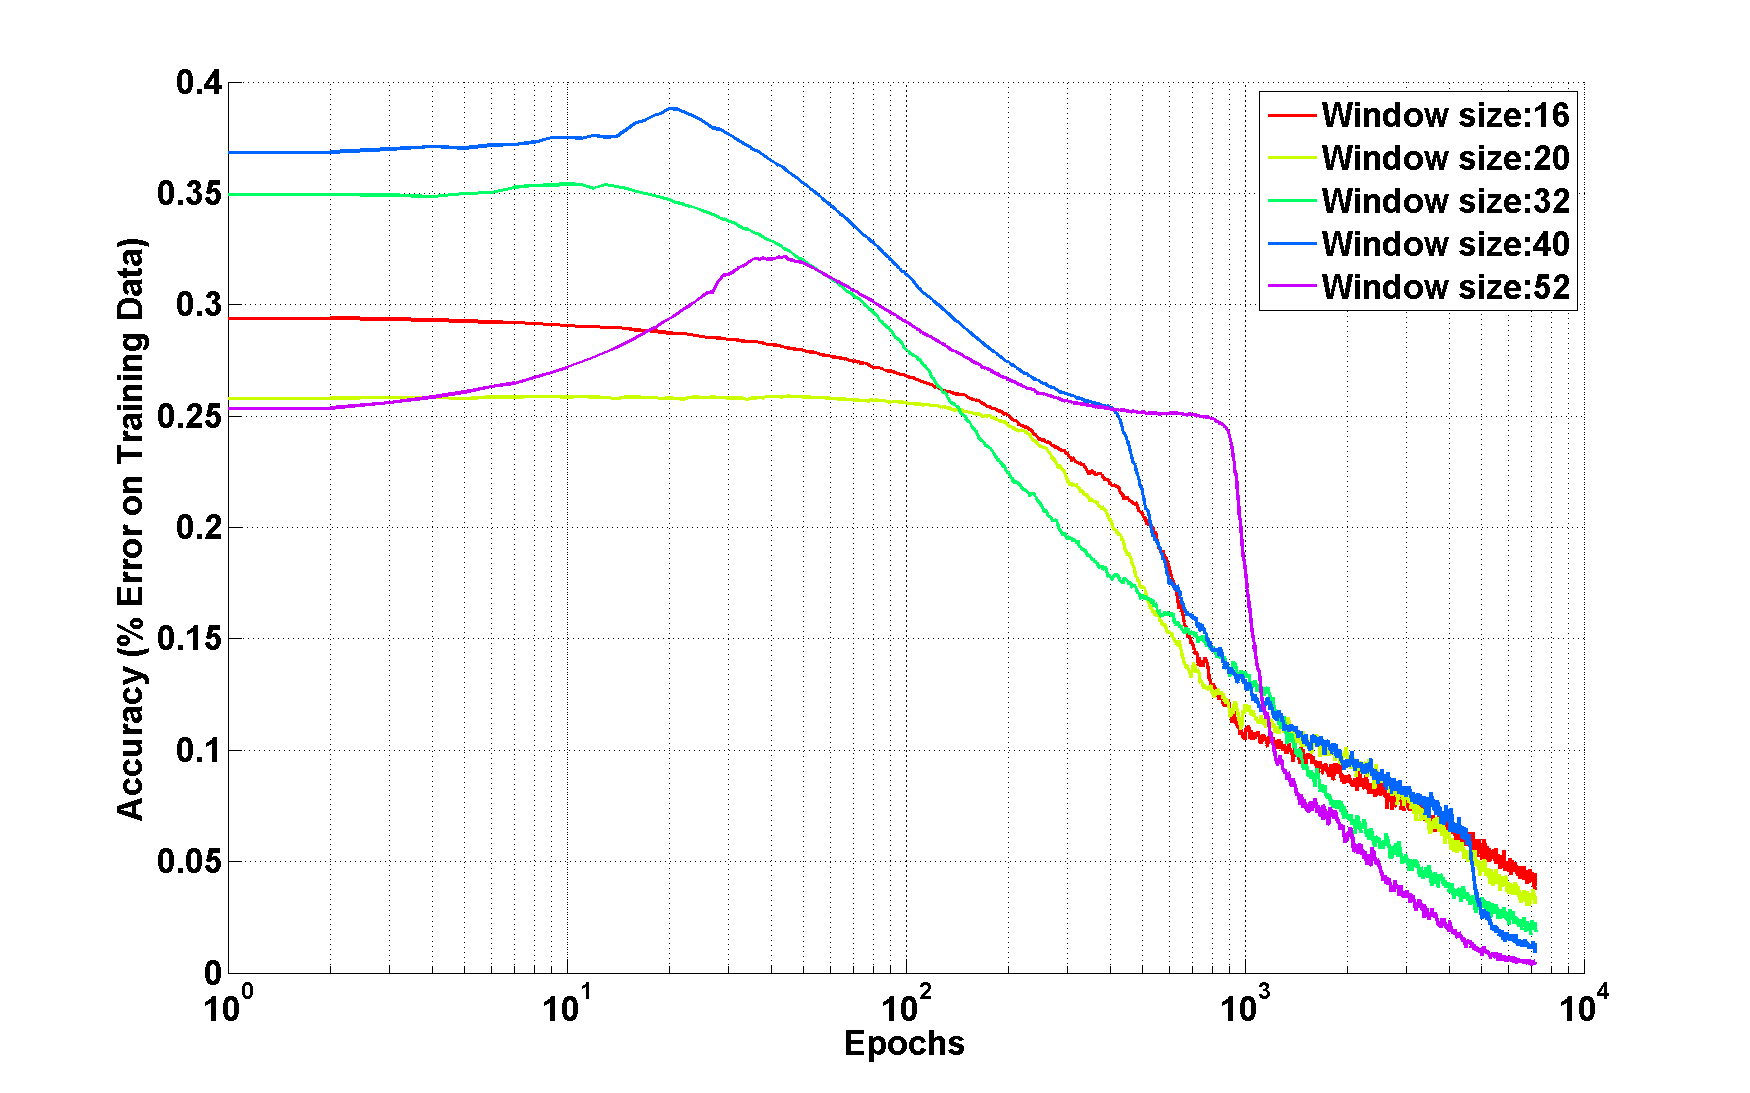 0.4
0.35
0.3
0.25
0.2
0.15
0.1
0.05
0
Accuracy (% Error on Training Data)
Window size:16
Window size:20
Window size:32
Window size:40
Window size:52
10^0 10^1 10^2 10^3 10^4
Epochs